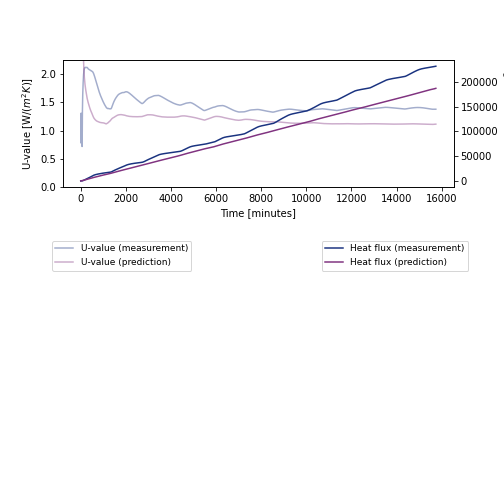 2.0
1.5
1.0
0.5
0.0
U-value [W/(m²K)]
200000
150000
100000
50000
0
0 2000 4000 6000 8000 10000 12000 14000 16000
Time [minutes]
U-value (measurement)
U-value (prediction)
Heat flux (measurement)
Heat flux (prediction)